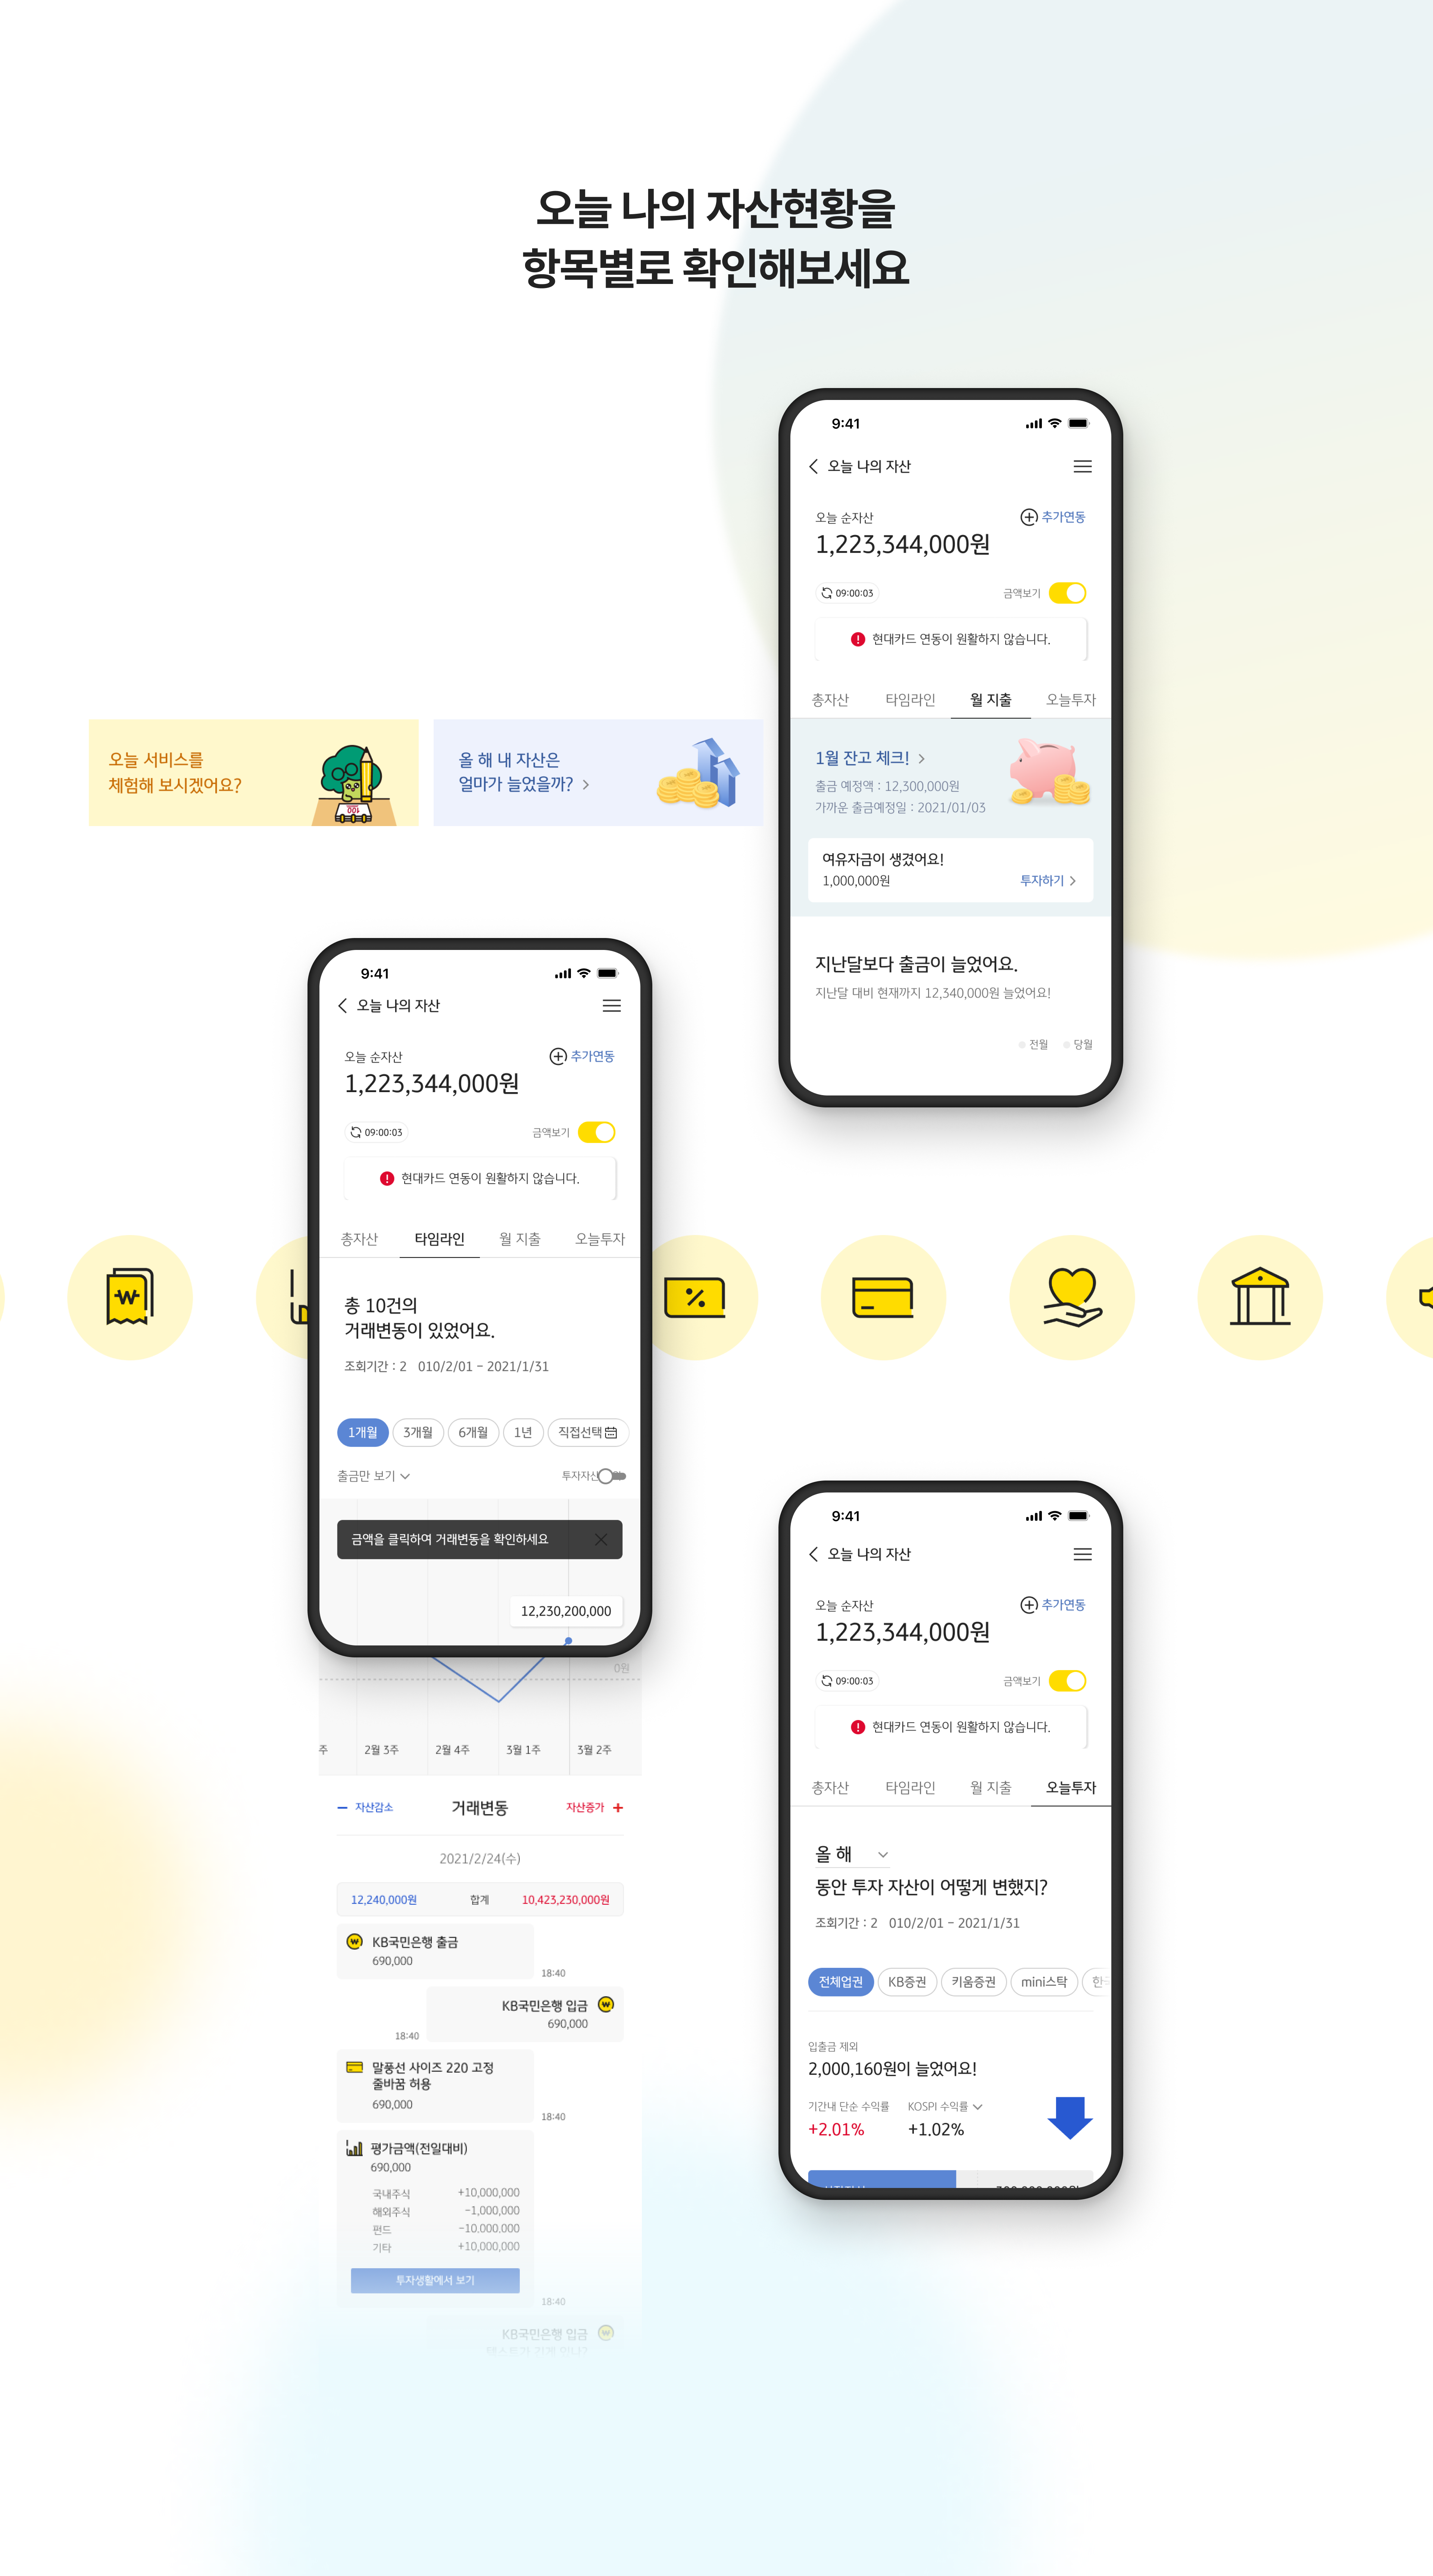 오늘 나의 자산현황을
항목별로 확인해보세요
9:41
오늘 나의 자산
오늘 순자산
추가연동
1,223,344,000원
09:00:03
금액보기
현대카드 연동이 원활하지 않습니다.
총자산 타임라인 월 지출 오늘투자
1월 잔고 체크!
출금 예정액 : 12,300,000원
가까운 출금예정일 : 2021/01/03
여유자금이 생겼어요!
1,000,000원
투자하기
지난달보다 출금이 늘었어요.
지난달 대비 현재까지 12,340,000원 늘었어요!
전월 당월
오늘 서비스를
체험해 보시겠어요?
100
올 해 내 자산은
얼마가 늘었을까?
9:41
오늘 나의 자산
오늘 순자산
추가연동
1,223,344,000원
09:00:03
금액보기
현대카드 연동이 원활하지 않습니다.
총자산 타임라인 월 지출 오늘투자
총 10건의
거래변동이 있었어요.
조회기간 : 2 010/2/01 - 2021/1/31
1개월 3개월 6개월 1년 직접선택
출금만 보기
투자자산
금액을 클릭하여 거래변동을 확인하세요
12,230,200,000
0원
주 2월 3주 2월 4주 3월 1주 3월 2주
자산감소 거래변동 자산증가
2021/2/24(수)
12,240,000원 합계 10,423,230,000원
KB국민은행 출금
690,000
18:40
KB국민은행 입금
690,000
18:40
말풍선 사이즈 220 고정
줄바꿈 허용
690,000
18:40
평가금액(전일대비)
690,000
국내주식 +10,000,000
해외주식 -1,000,000
펀드 -10.000.000
기타 +10,000,000
투자생활에서 보기
18:40
KB국민은행 입금
9:41
오늘 나의 자산
오늘 순자산
추가연동
1,223,344,000원
09:00:03
금액보기
현대카드 연동이 원활하지 않습니다.
총자산 타임라인 월 지출 오늘투자
올 해
동안 투자 자산이 어떻게 변했지?
조회기간 : 2 010/2/01 - 2021/1/31
전체업권 KB증권 키움증권 mini스탁
입출금 제외
2,000,160원이 늘었어요!
기간내 단순 수익률 KOSPI 수익률
+2.01% +1.02%